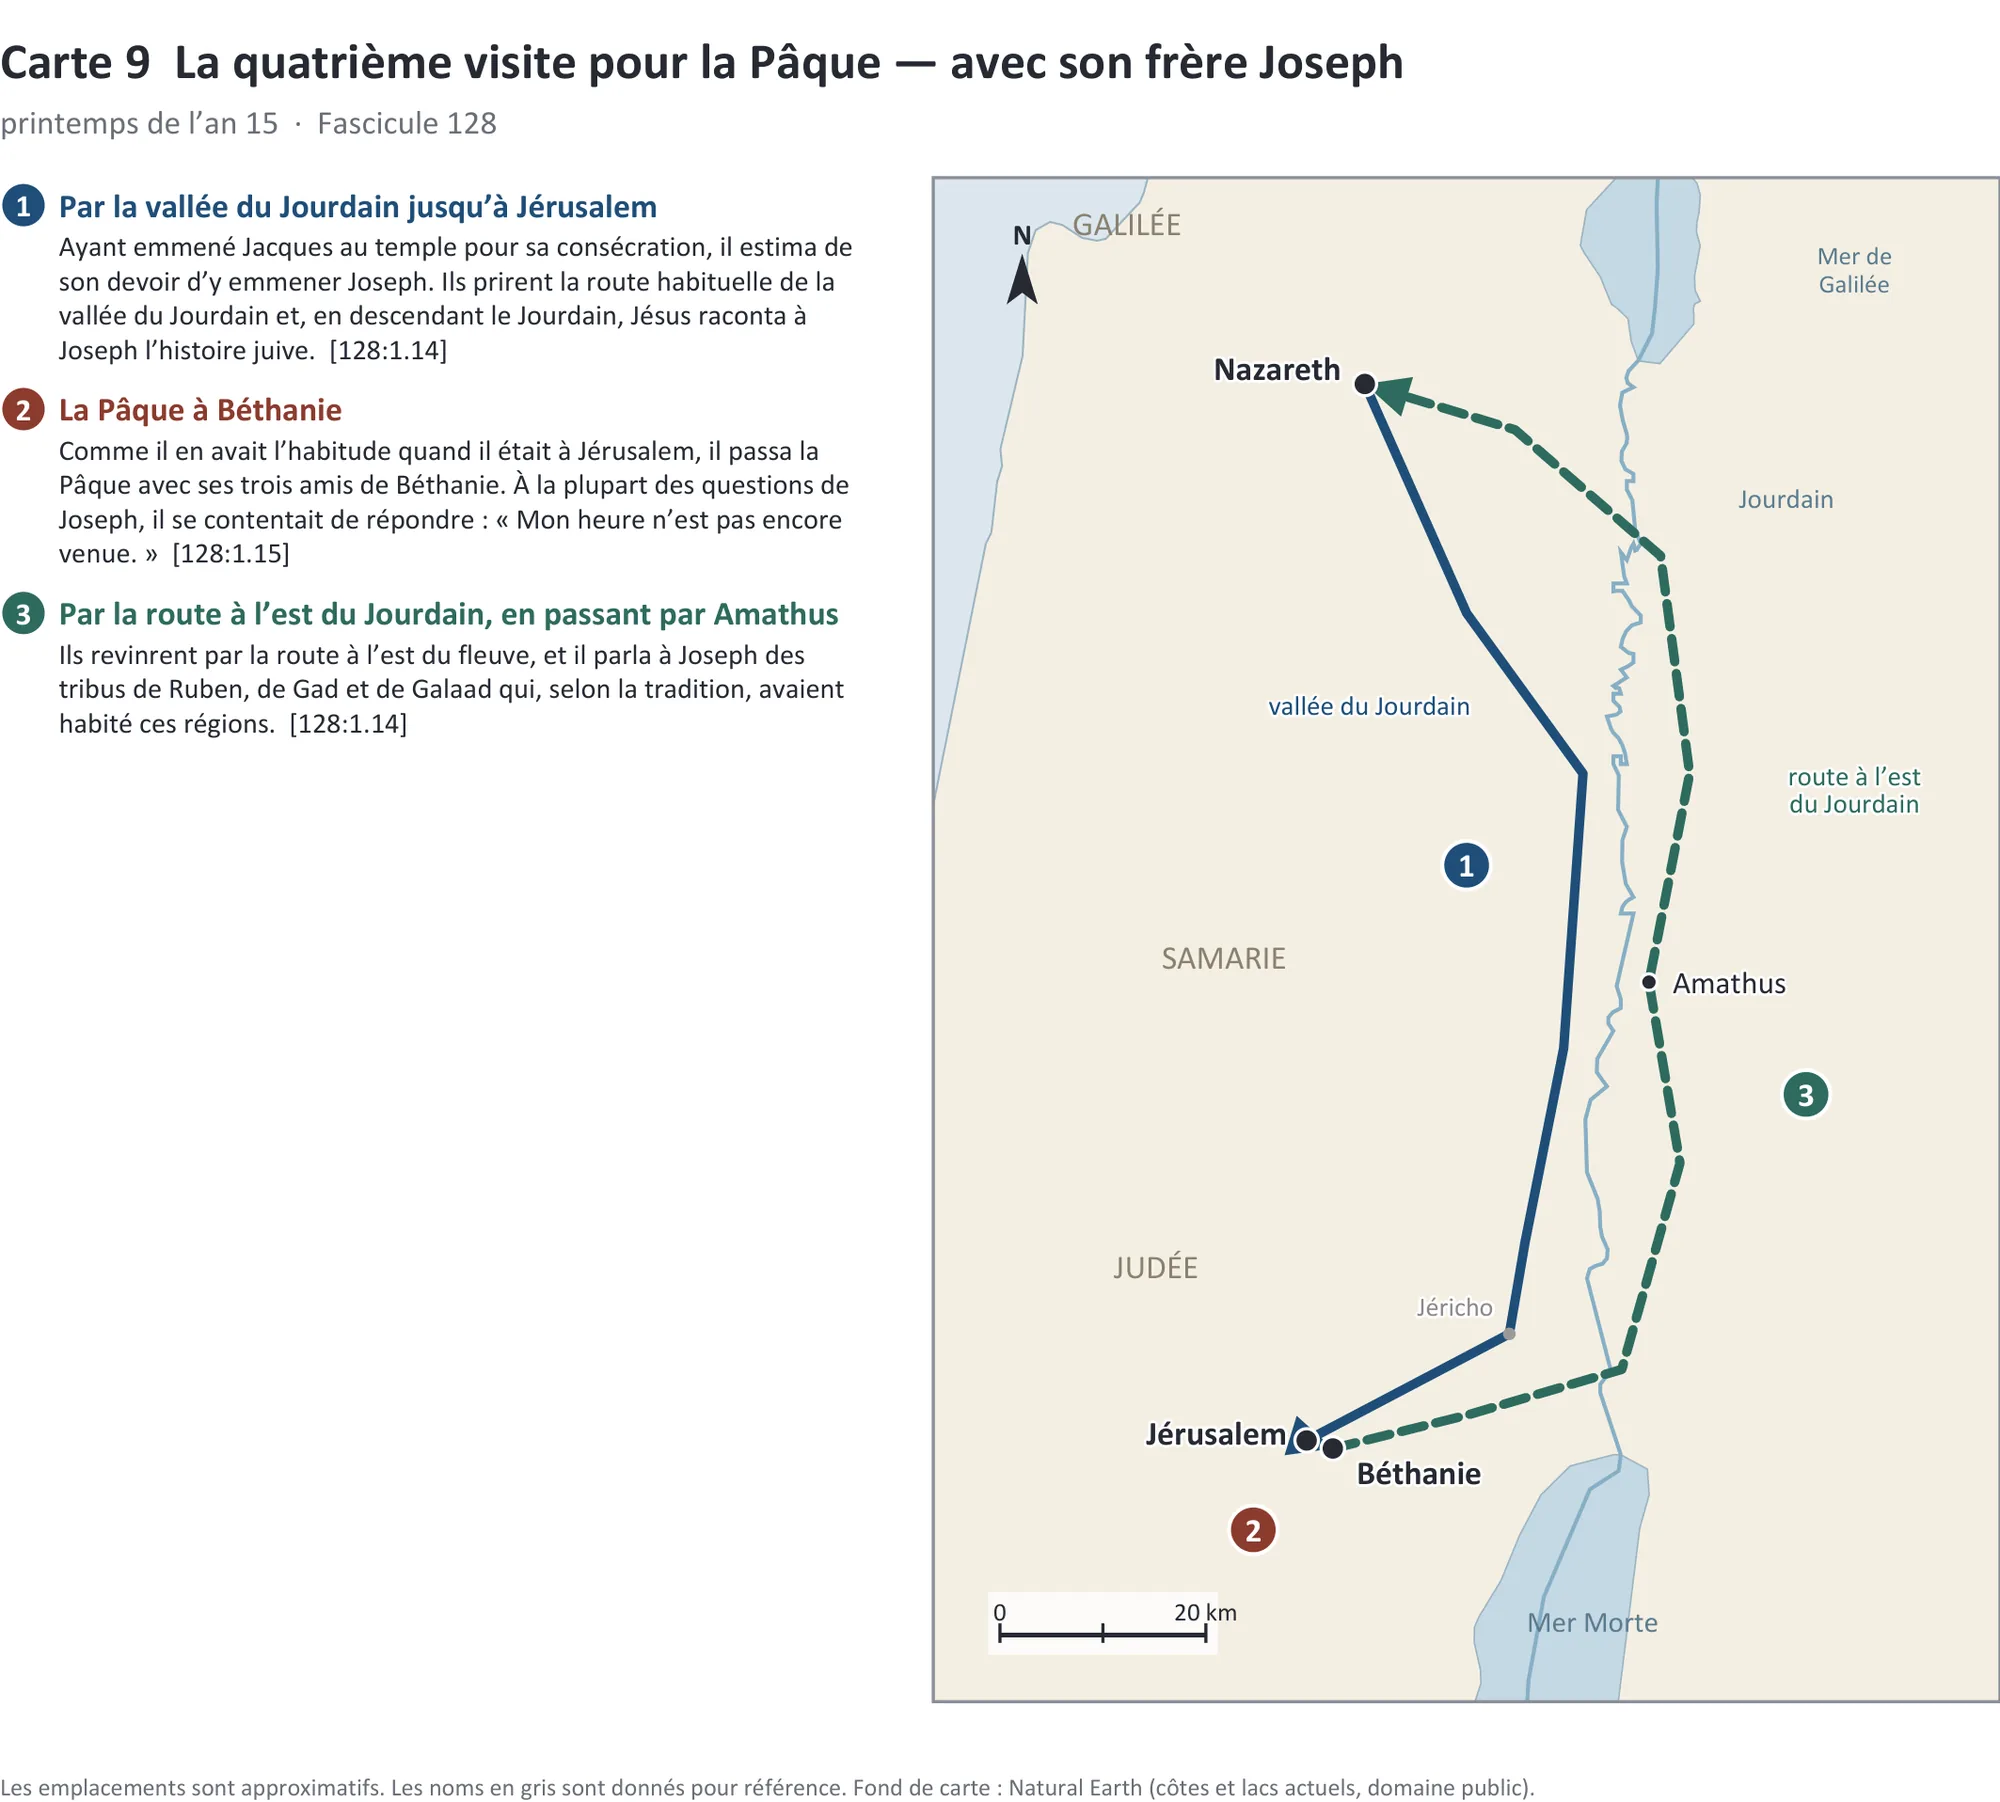 Carte 9  La quatrième visite pour la Pâque — avec son frère Joseph
printemps de l’an 15 · Fascicule 128
1 Par la vallée du Jourdain jusqu’à Jérusalem
Ayant emmené Jacques au temple pour sa consécration, il estima de
son devoir d’y emmener Joseph. Ils prirent la route habituelle de la
vallée du Jourdain et, en descendant le Jourdain, Jésus raconta à
Joseph l’histoire juive. [128:1.14]
2 La Pâque à Béthanie
Comme il en avait l’habitude quand il était à Jérusalem, il passa la
Pâque avec ses trois amis de Béthanie. À la plupart des questions de
Joseph, il se contentait de répondre : « Mon heure n’est pas encore
venue. » [128:1.15]
3 Par la route à l’est du Jourdain, en passant par Amathus
Ils revinrent par la route à l’est du fleuve, et il parla à Joseph des
tribus de Ruben, de Gad et de Galaad qui, selon la tradition, avaient
habité ces régions. [128:1.14]
GALILÉE
N
Mer de
Galilée
Nazareth
Jourdain
vallée du Jourdain
route à l’est
du Jourdain
1
SAMARIE
Amathus
3
JUDÉE
Jéricho
Jérusalem
Béthanie
2
0 20 km
Mer Morte
Les emplacements sont approximatifs. Les noms en gris sont donnés pour référence. Fond de carte : Natural Earth (côtes et lacs actuels, domaine public).